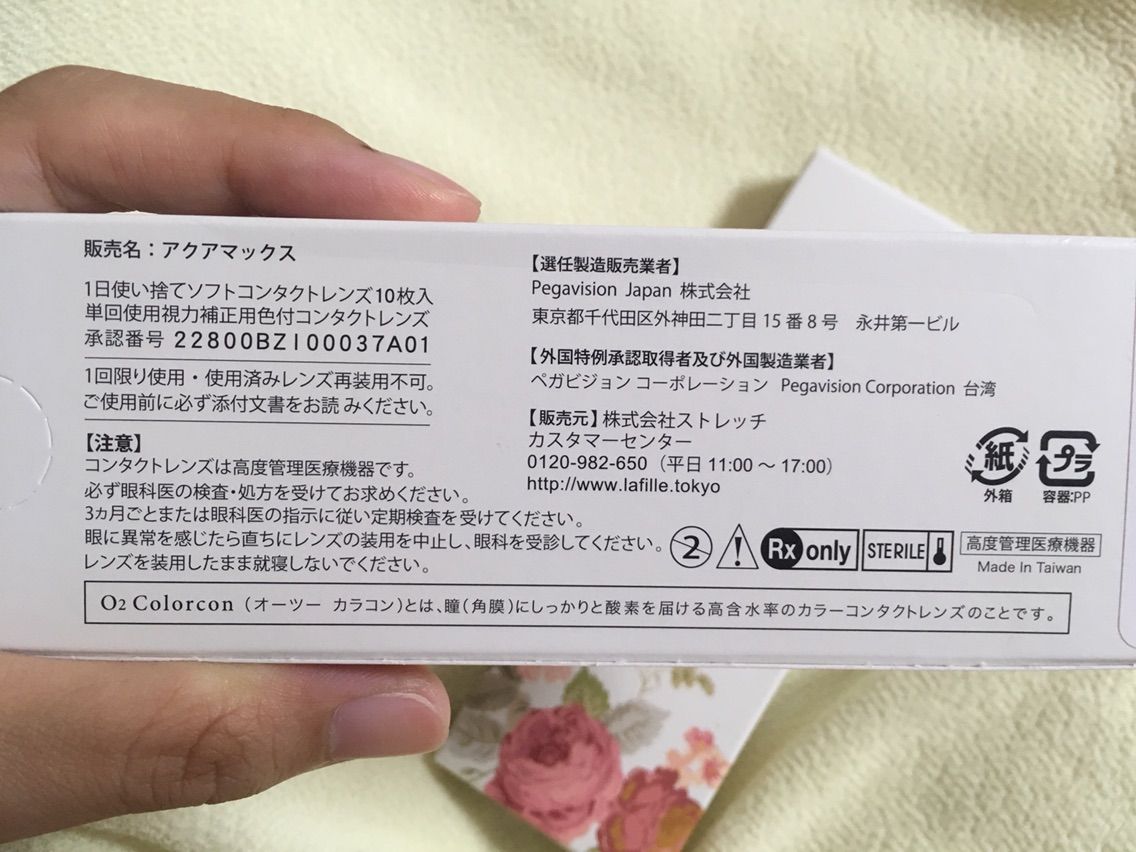 販売名：アクアマックス
1日使い捨てソフトコンタクトレンズ10枚入
単回使用視力補正用色付コンタクトレンズ
承認番号 22800BZI00037A01
1回限り使用・使用済みレンズ再装用不可。
ご使用前に必ず添付文書をお読みください。
【注意】
コンタクトレンズは高度管理医療機器です。
必ず眼科医の検査・処方を受けてお求めください。
3ヵ月ごとまたは眼科医の指示に従い定期検査を受けてください。
眼に異常を感じたら直ちにレンズの装用を中止し、眼科を受診してください。
レンズを装用したまま就寝しないでください。
【選任製造販売業者】
Pegavision Japan 株式会社
東京都千代田区外神田二丁目15番8号 永井第一ビル
【外国特例承認取得者及び外国製造業者】
ペガビジョン コーポレーション Pegavision Corporation 台湾
【販売元】株式会社ストレッチ
カスタマーセンター
0120-982-650（平日 11:00 〜 17:00）
http://www.lafille.tokyo
紙
外箱
プラ
容器:PP
2
Rx only
STERILE
高度管理医療機器
Made In Taiwan
O2 Colorcon（オーツー カラコン）とは、瞳（角膜）にしっかりと酸素を届ける高含水率のカラーコンタクトレンズのことです。